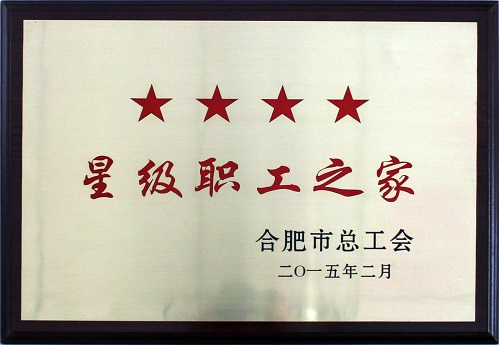 星级职工之家
合肥市总工会
二〇一五年二月